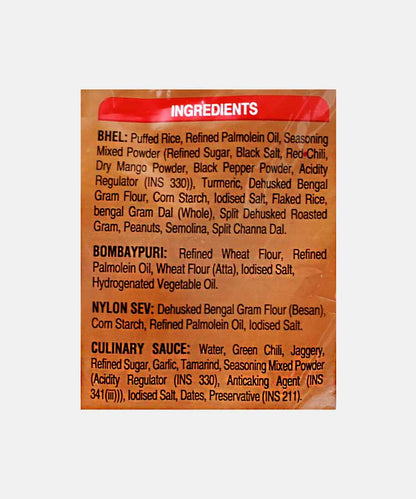 INGREDIENTS
BHEL: Puffed Rice, Refined Palmolein Oil, Seasoning
Mixed Powder (Refined Sugar, Black Salt, Red Chili,
Dry Mango Powder, Black Pepper Powder, Acidity
Regulator (INS 330)), Turmeric, Dehusked Bengal
Gram Flour, Corn Starch, Iodised Salt, Flaked Rice,
bengal Gram Dal (Whole), Split Dehusked Roasted
Gram, Peanuts, Semolina, Split Channa Dal.
BOMBAYPURI: Refined Wheat Flour, Refined
Palmolein Oil, Wheat Flour (Atta), Iodised Salt,
Hydrogenated Vegetable Oil.
NYLON SEV: Dehusked Bengal Gram Flour (Besan),
Corn Starch, Refined Palmolein Oil, Iodised Salt.
CULINARY SAUCE: Water, Green Chili, Jaggery,
Refined Sugar, Garlic, Tamarind, Seasoning Mixed Powder
(Acidity Regulator (INS 330), Anticaking Agent (INS
341(iii))), Iodised Salt, Dates, Preservative (INS 211).